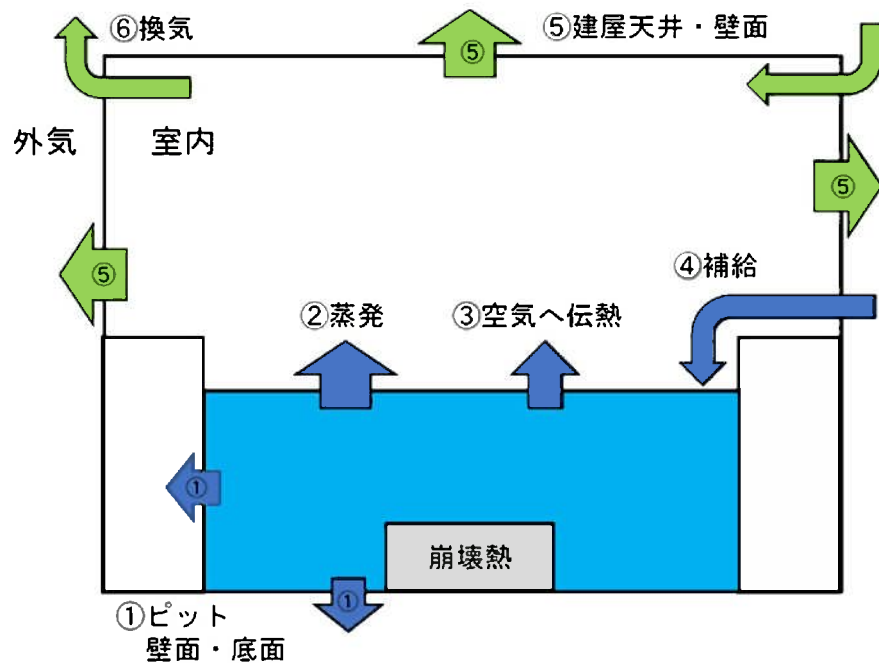 ⑥換気
⑤建屋天井・壁面
⑤
外気
室内
⑤
⑤
④補給
②蒸発
③空気へ伝熱
①
崩壊熱
①
①ピット
壁面・底面